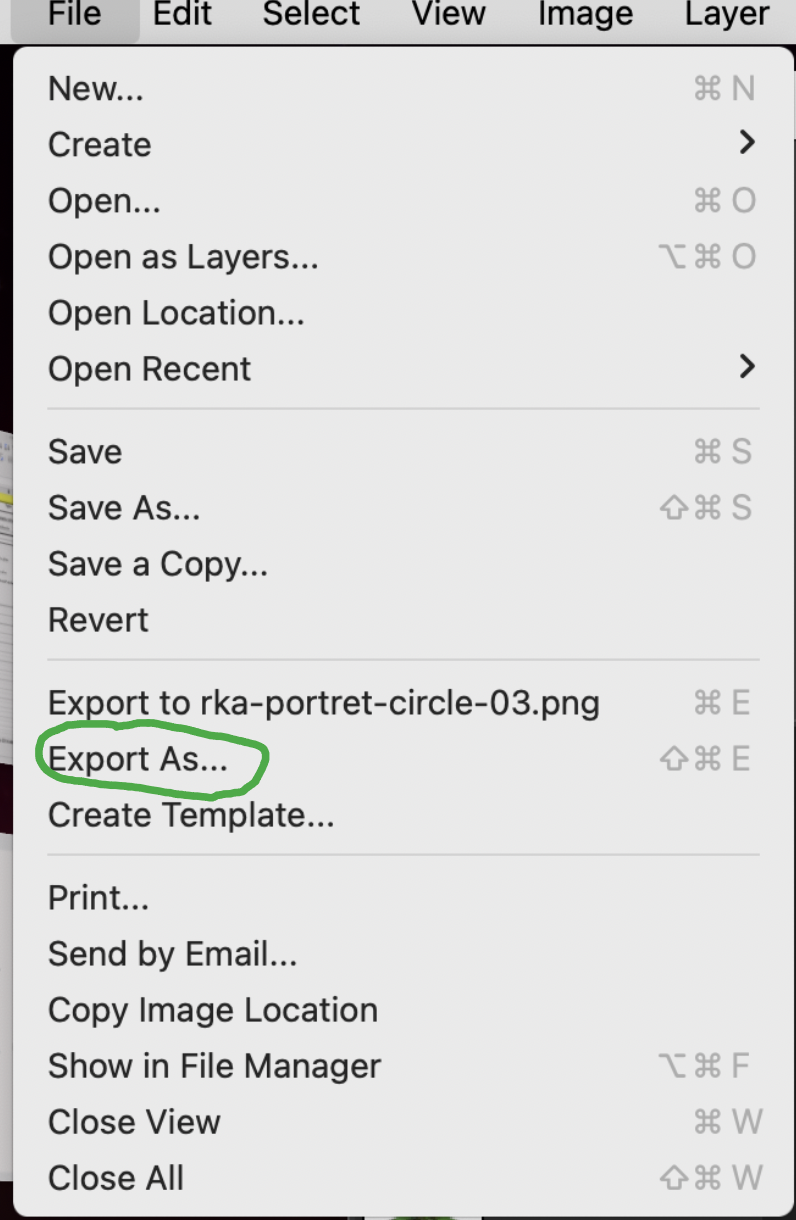 File Edit Select View Image Layer
New... ⌘ N
Create
Open... ⌘ O
Open as Layers... ⌥⌘ O
Open Location...
Open Recent
Save ⌘ S
Save As... ⇧⌘ S
Save a Copy...
Revert
Export to rka-portret-circle-03.png ⌘ E
Export As... ⇧⌘ E
Create Template...
Print...
Send by Email...
Copy Image Location
Show in File Manager ⌥⌘ F
Close View ⌘ W
Close All ⇧⌘ W